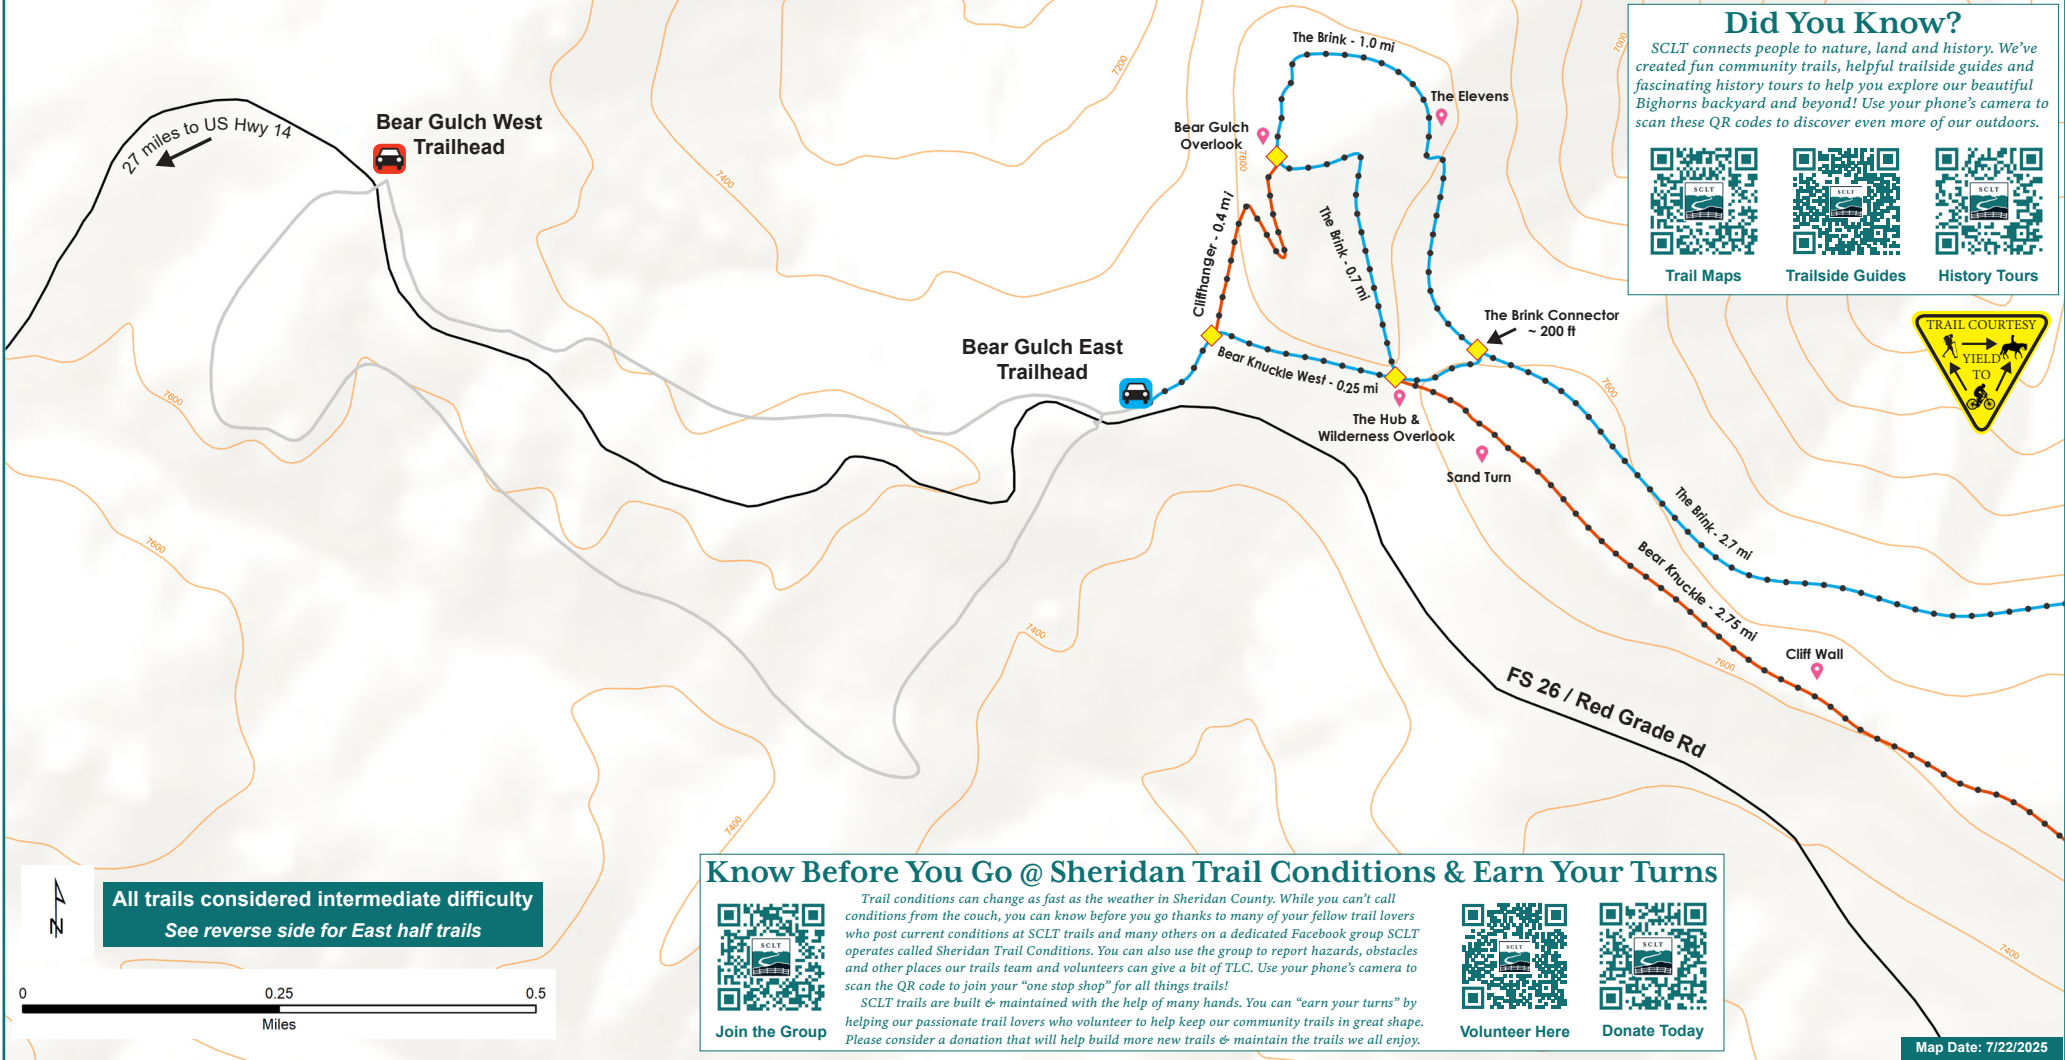 Did You Know?
SCLT connects people to nature, land and history. We've
created fun community trails, helpful trailside guides and
fascinating history tours to help you explore our beautiful
Bighorns backyard and beyond! Use your phone's camera to
scan these QR codes to discover even more of our outdoors.
SCLT
SCLT
SCLT
Trail Maps
Trailside Guides
History Tours
TRAIL COURTESY
YIELD
TO
27 miles to US Hwy 14
Bear Gulch West
Trailhead
Bear Gulch East
Trailhead
The Brink - 1.0 mi
The Elevens
Bear Gulch
Overlook
Cliffhanger - 0.4 mi
The Brink - 0.7 mi
The Brink Connector
~ 200 ft
Bear Knuckle West - 0.25 mi
The Hub &
Wilderness Overlook
Sand Turn
The Brink - 2.7 mi
Bear Knuckle - 2.75 mi
Cliff Wall
FS 26 / Red Grade Rd
7200
7000
7400
7600
7600
7600
7600
7400
7600
7400
7400
All trails considered intermediate difficulty
See reverse side for East half trails
N
0 0.25 0.5
Miles
Know Before You Go @ Sheridan Trail Conditions & Earn Your Turns
Trail conditions can change as fast as the weather in Sheridan County. While you can't call
conditions from the couch, you can know before you go thanks to many of your fellow trail lovers
who post current conditions at SCLT trails and many others on a dedicated Facebook group SCLT
operates called Sheridan Trail Conditions. You can also use the group to report hazards, obstacles
and other places our trails team and volunteers can give a bit of TLC. Use your phone's camera to
scan the QR code to join your "one stop shop" for all things trails!
SCLT trails are built & maintained with the help of many hands. You can "earn your turns" by
helping our passionate trail lovers who volunteer to help keep our community trails in great shape.
Please consider a donation that will help build more new trails & maintain the trails we all enjoy.
SCLT
Join the Group
SCLT
Volunteer Here
SCLT
Donate Today
Map Date: 7/22/2025